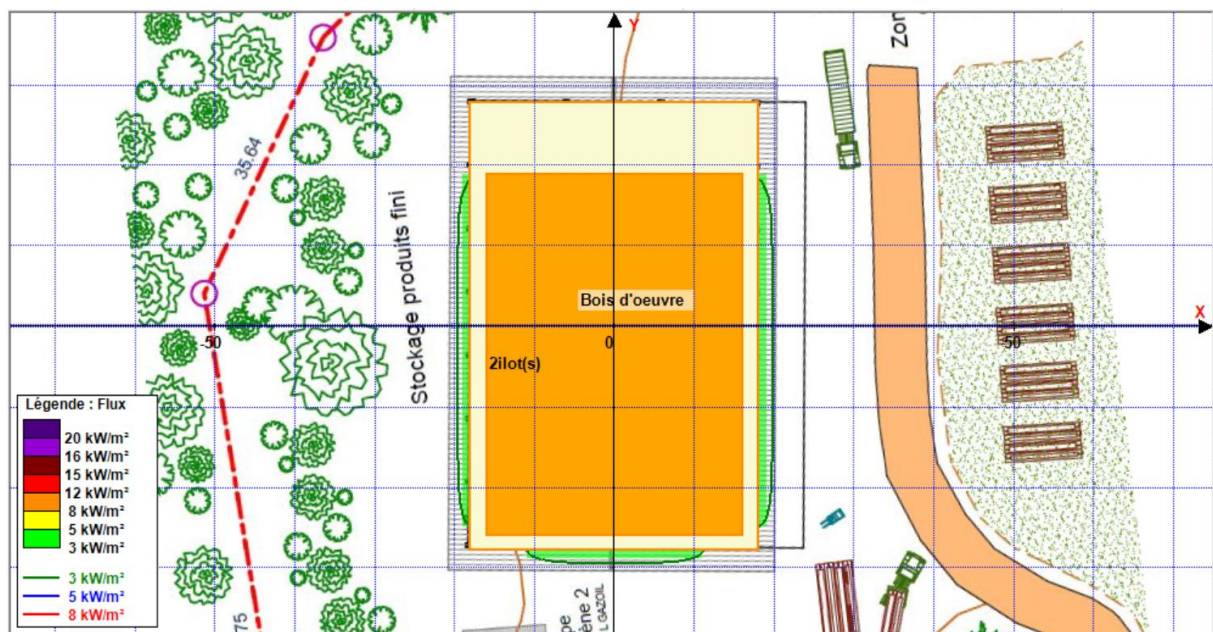 Y
Zon
35.64
Stockage produits fini
Bois d'oeuvre
X
-50
0
50
2ilot(s)
Légende : Flux
20 kW/m²
16 kW/m²
15 kW/m²
12 kW/m²
8 kW/m²
5 kW/m²
3 kW/m²
3 kW/m²
5 kW/m²
8 kW/m²
75
pe
ène 2
L GAZOIL